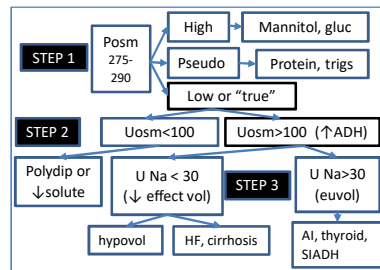 High
Mannitol, gluc
STEP 1
Posm
275-
290
Pseudo
Protein, trigs
Low or “true”
STEP 2
Uosm<100
Uosm>100 (↑ADH)
Polydip or
↓solute
U Na < 30
(↓ effect vol)
STEP 3
U Na>30
(euvol)
hypovol
HF, cirrhosis
AI, thyroid,
SIADH